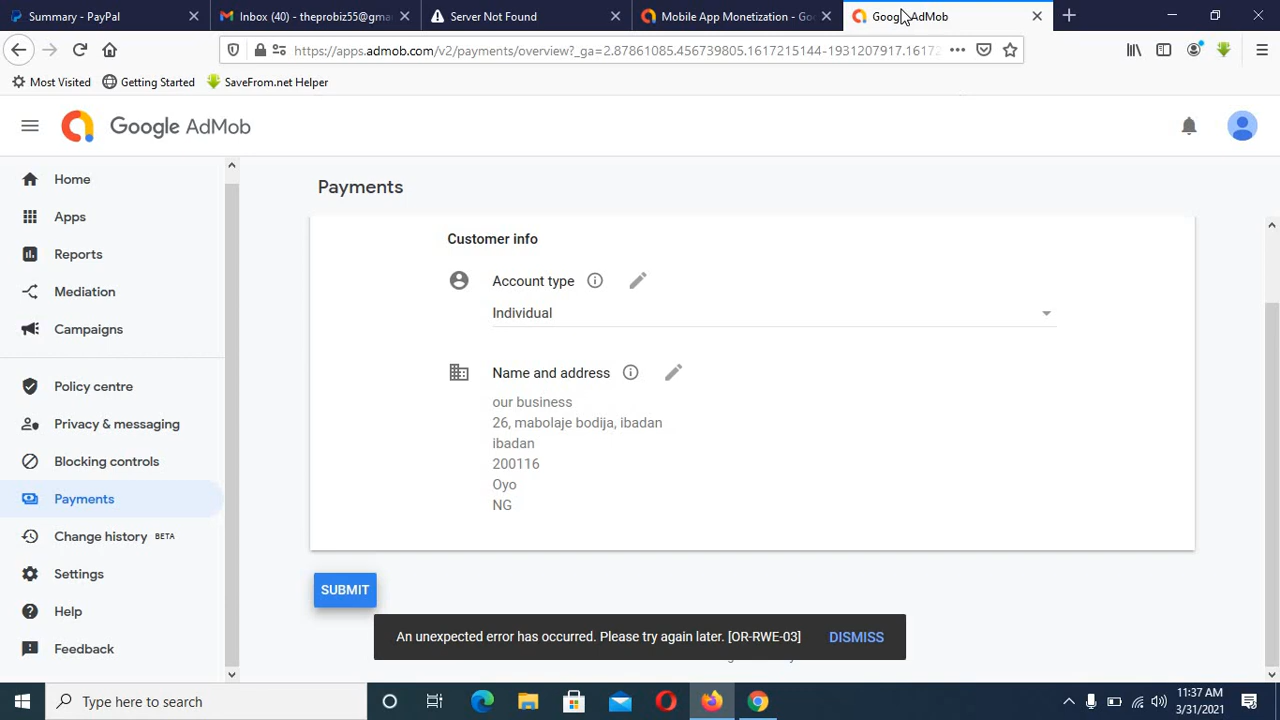 Summary - PayPal
Inbox (40) - theprobiz55@gma
Server Not Found
Mobile App Monetization - Goo
Google AdMob
https://apps.admob.com/v2/payments/overview?_ga=2.87861085.456739805.1617215144-1931207917.16172
Most Visited
Getting Started
SaveFrom.net Helper
Google AdMob
Home
Apps
Reports
Mediation
Campaigns
Policy centre
Privacy & messaging
Blocking controls
Payments
Change history BETA
Settings
Help
Feedback
Payments
Customer info
Account type
Individual
Name and address
our business
26, mabolaje bodija, ibadan
ibadan
200116
Oyo
NG
SUBMIT
An unexpected error has occurred. Please try again later. [OR-RWE-03]
DISMISS
Type here to search
11:37 AM
3/31/2021